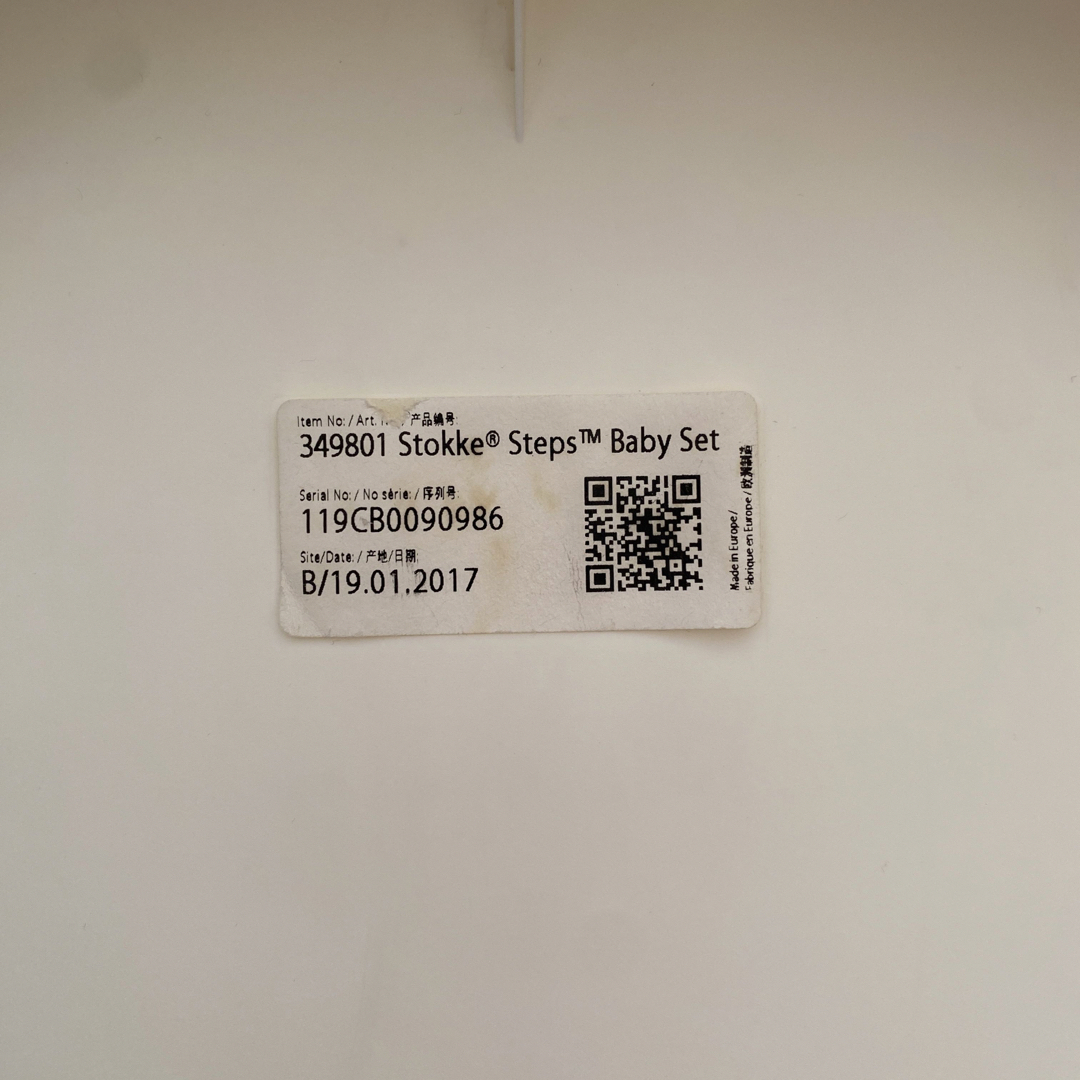 Item No: / Art. / 产品编号:
349801 Stokke® Steps™ Baby Set
Serial No: / No série: / 序列号:
119CB0090986
Site/Date: / 产地/日期:
B/19.01.2017
Made in Europe /
Fabriqué en Europe / 欧洲制造